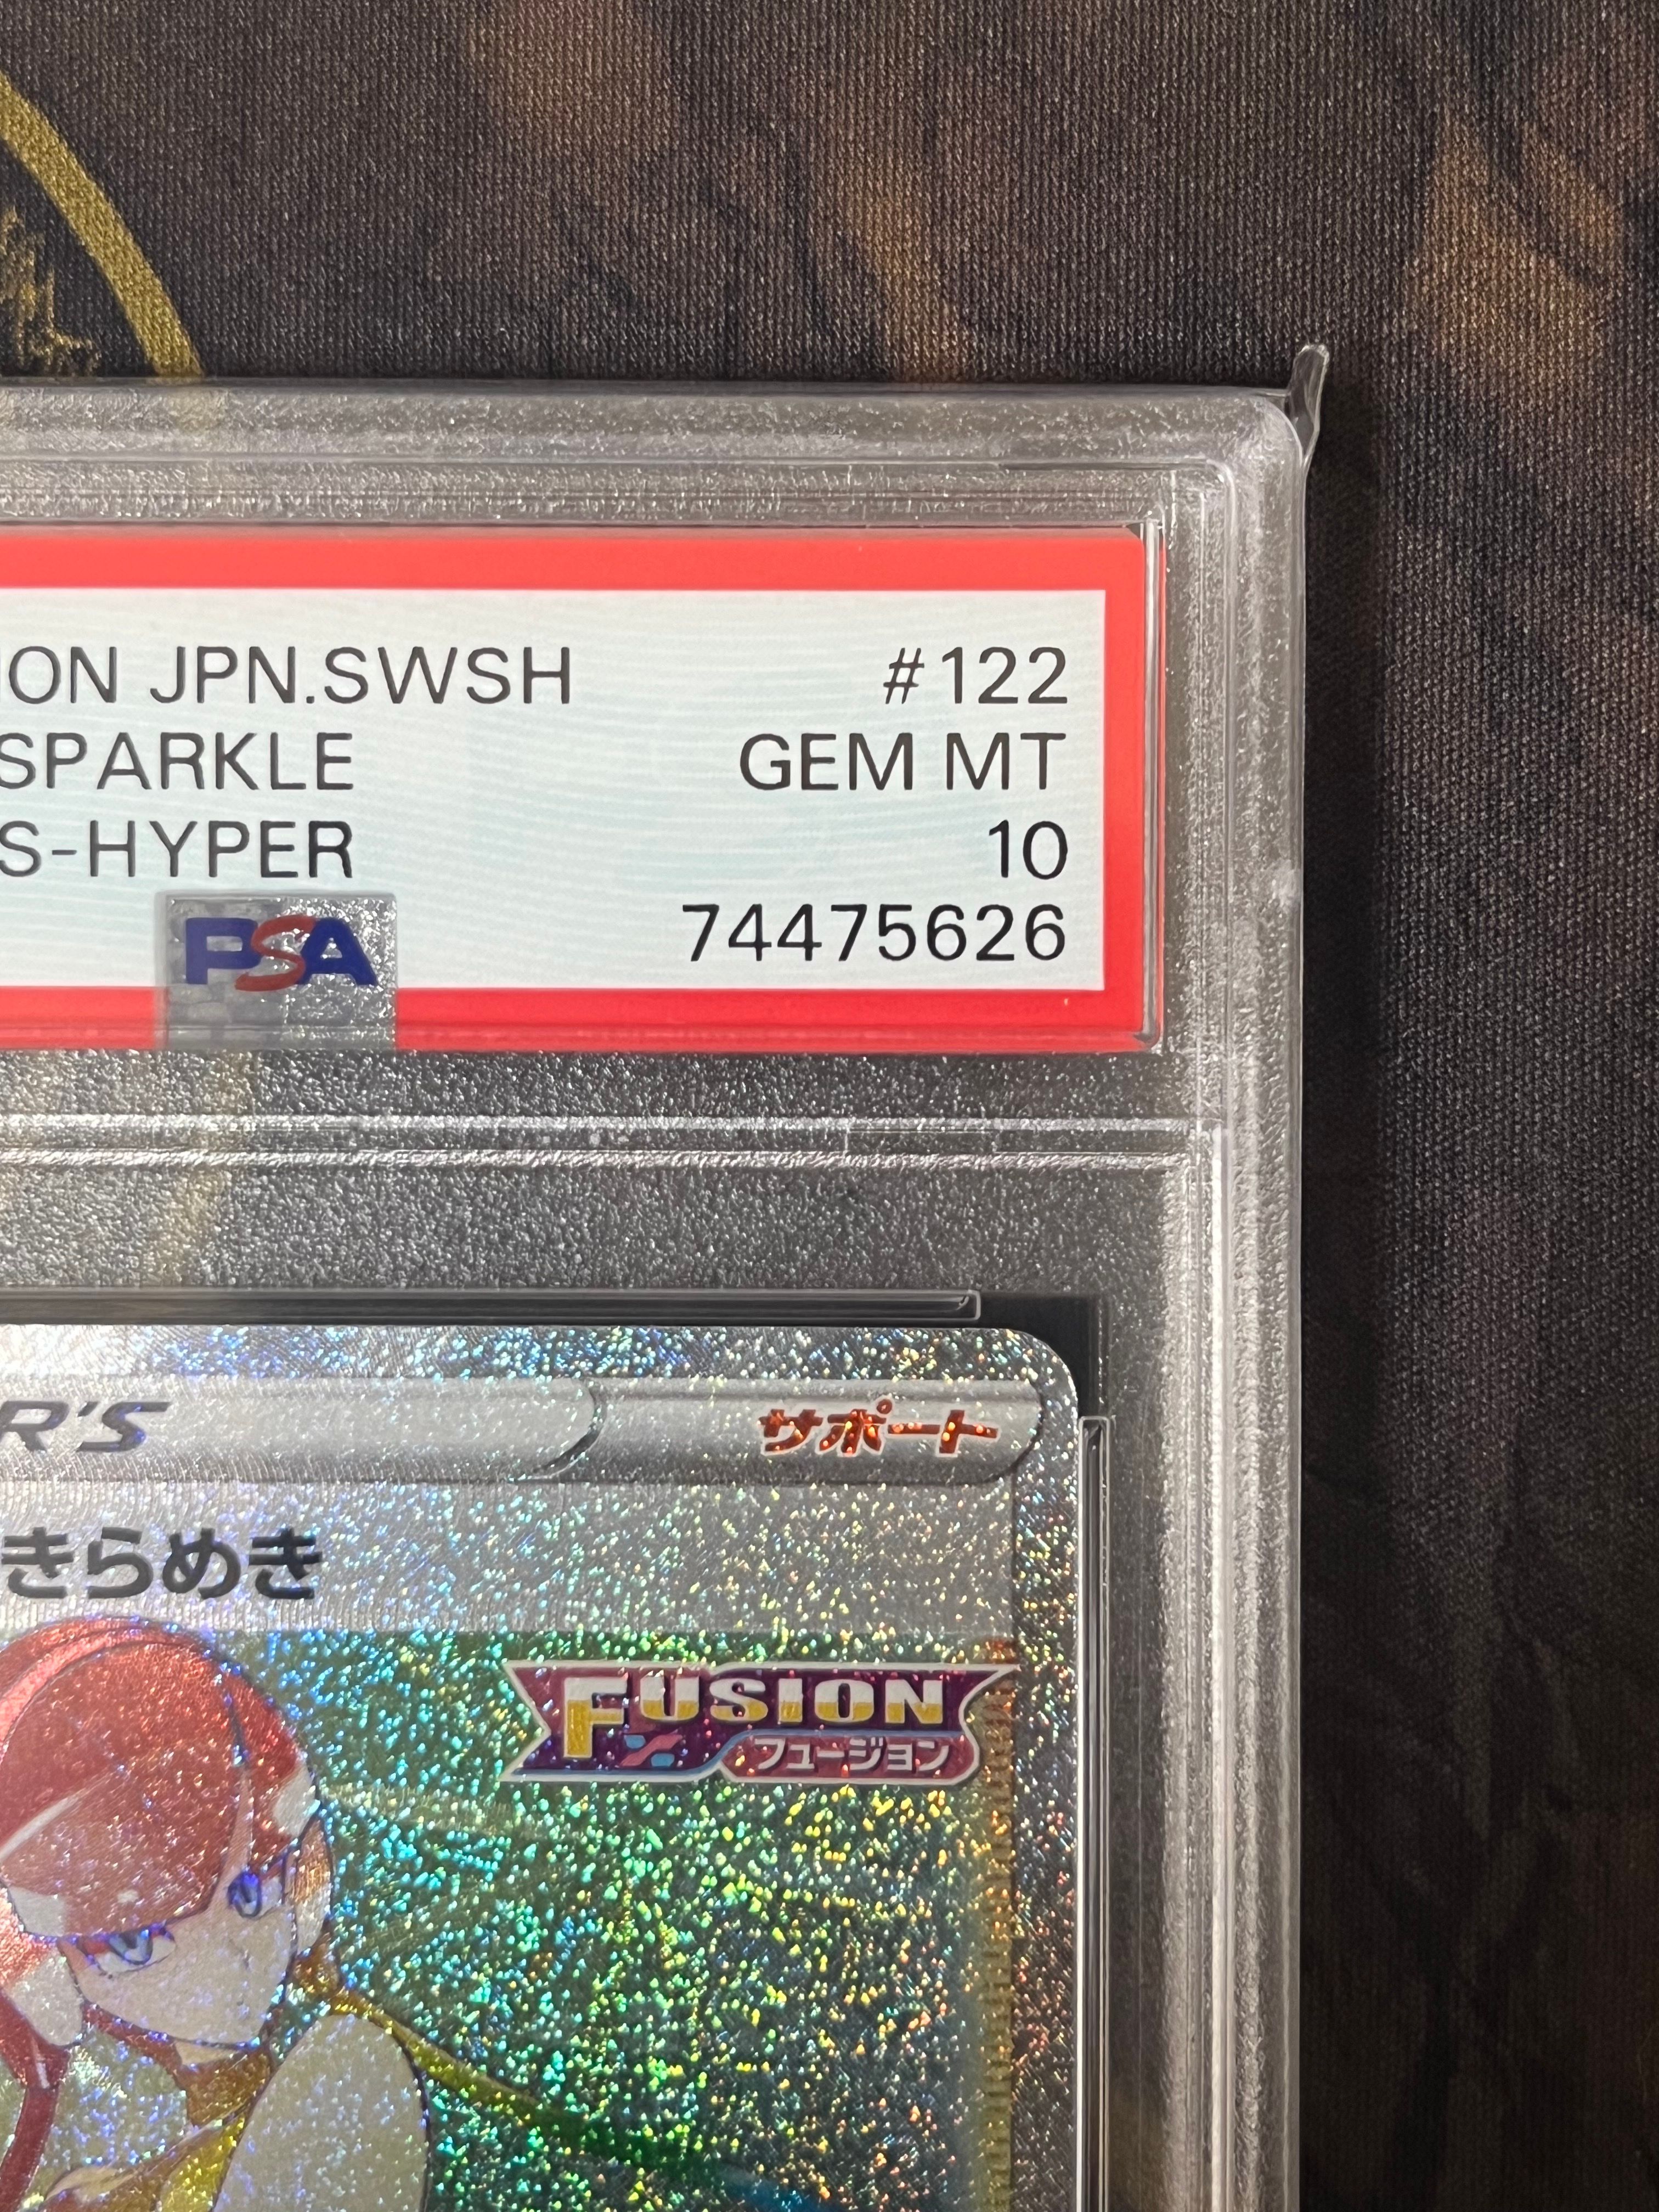 ION JPN.SWSH #122
SPARKLE GEM MT
S-HYPER 10
PSA 74475626
R'S サポート
きらめき
FUSION
フュージョン